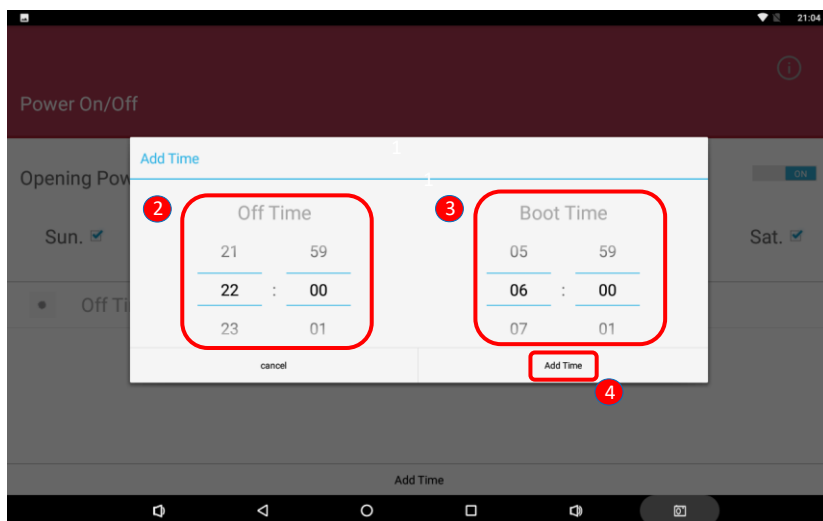 21:04
Power On/Off
Add Time
1
1
Opening Pow
ON
2
Off Time
3
Boot Time
Sun.
Sat.
21 59
05 59
22 : 00
06 : 00
Off Ti
23 01
07 01
cancel
Add Time
4
Add Time